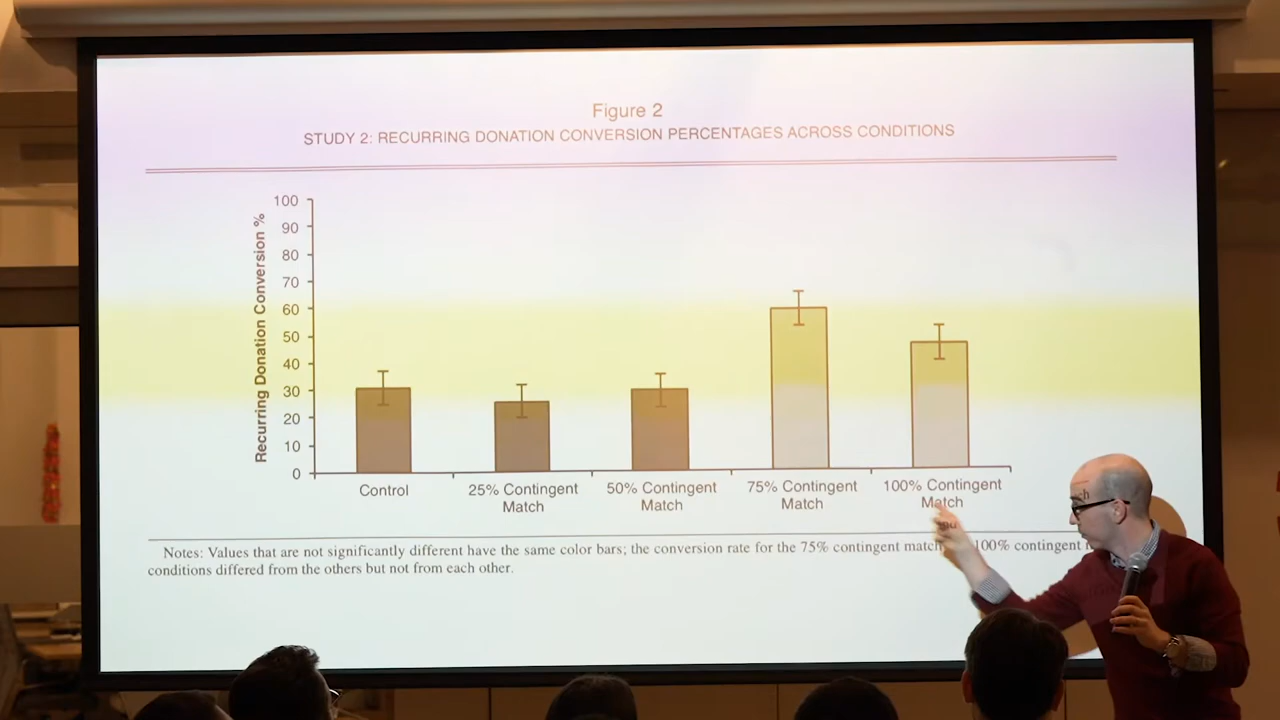 Figure 2
STUDY 2: RECURRING DONATION CONVERSION PERCENTAGES ACROSS CONDITIONS
Recurring Donation Conversion %
100
90
80
70
60
50
40
30
20
10
0
Control
25% Contingent Match
50% Contingent Match
75% Contingent Match
100% Contingent Match
Notes: Values that are not significantly different have the same color bars; the conversion rate for the 75% contingent match 100% contingent
conditions differed from the others but not from each other.